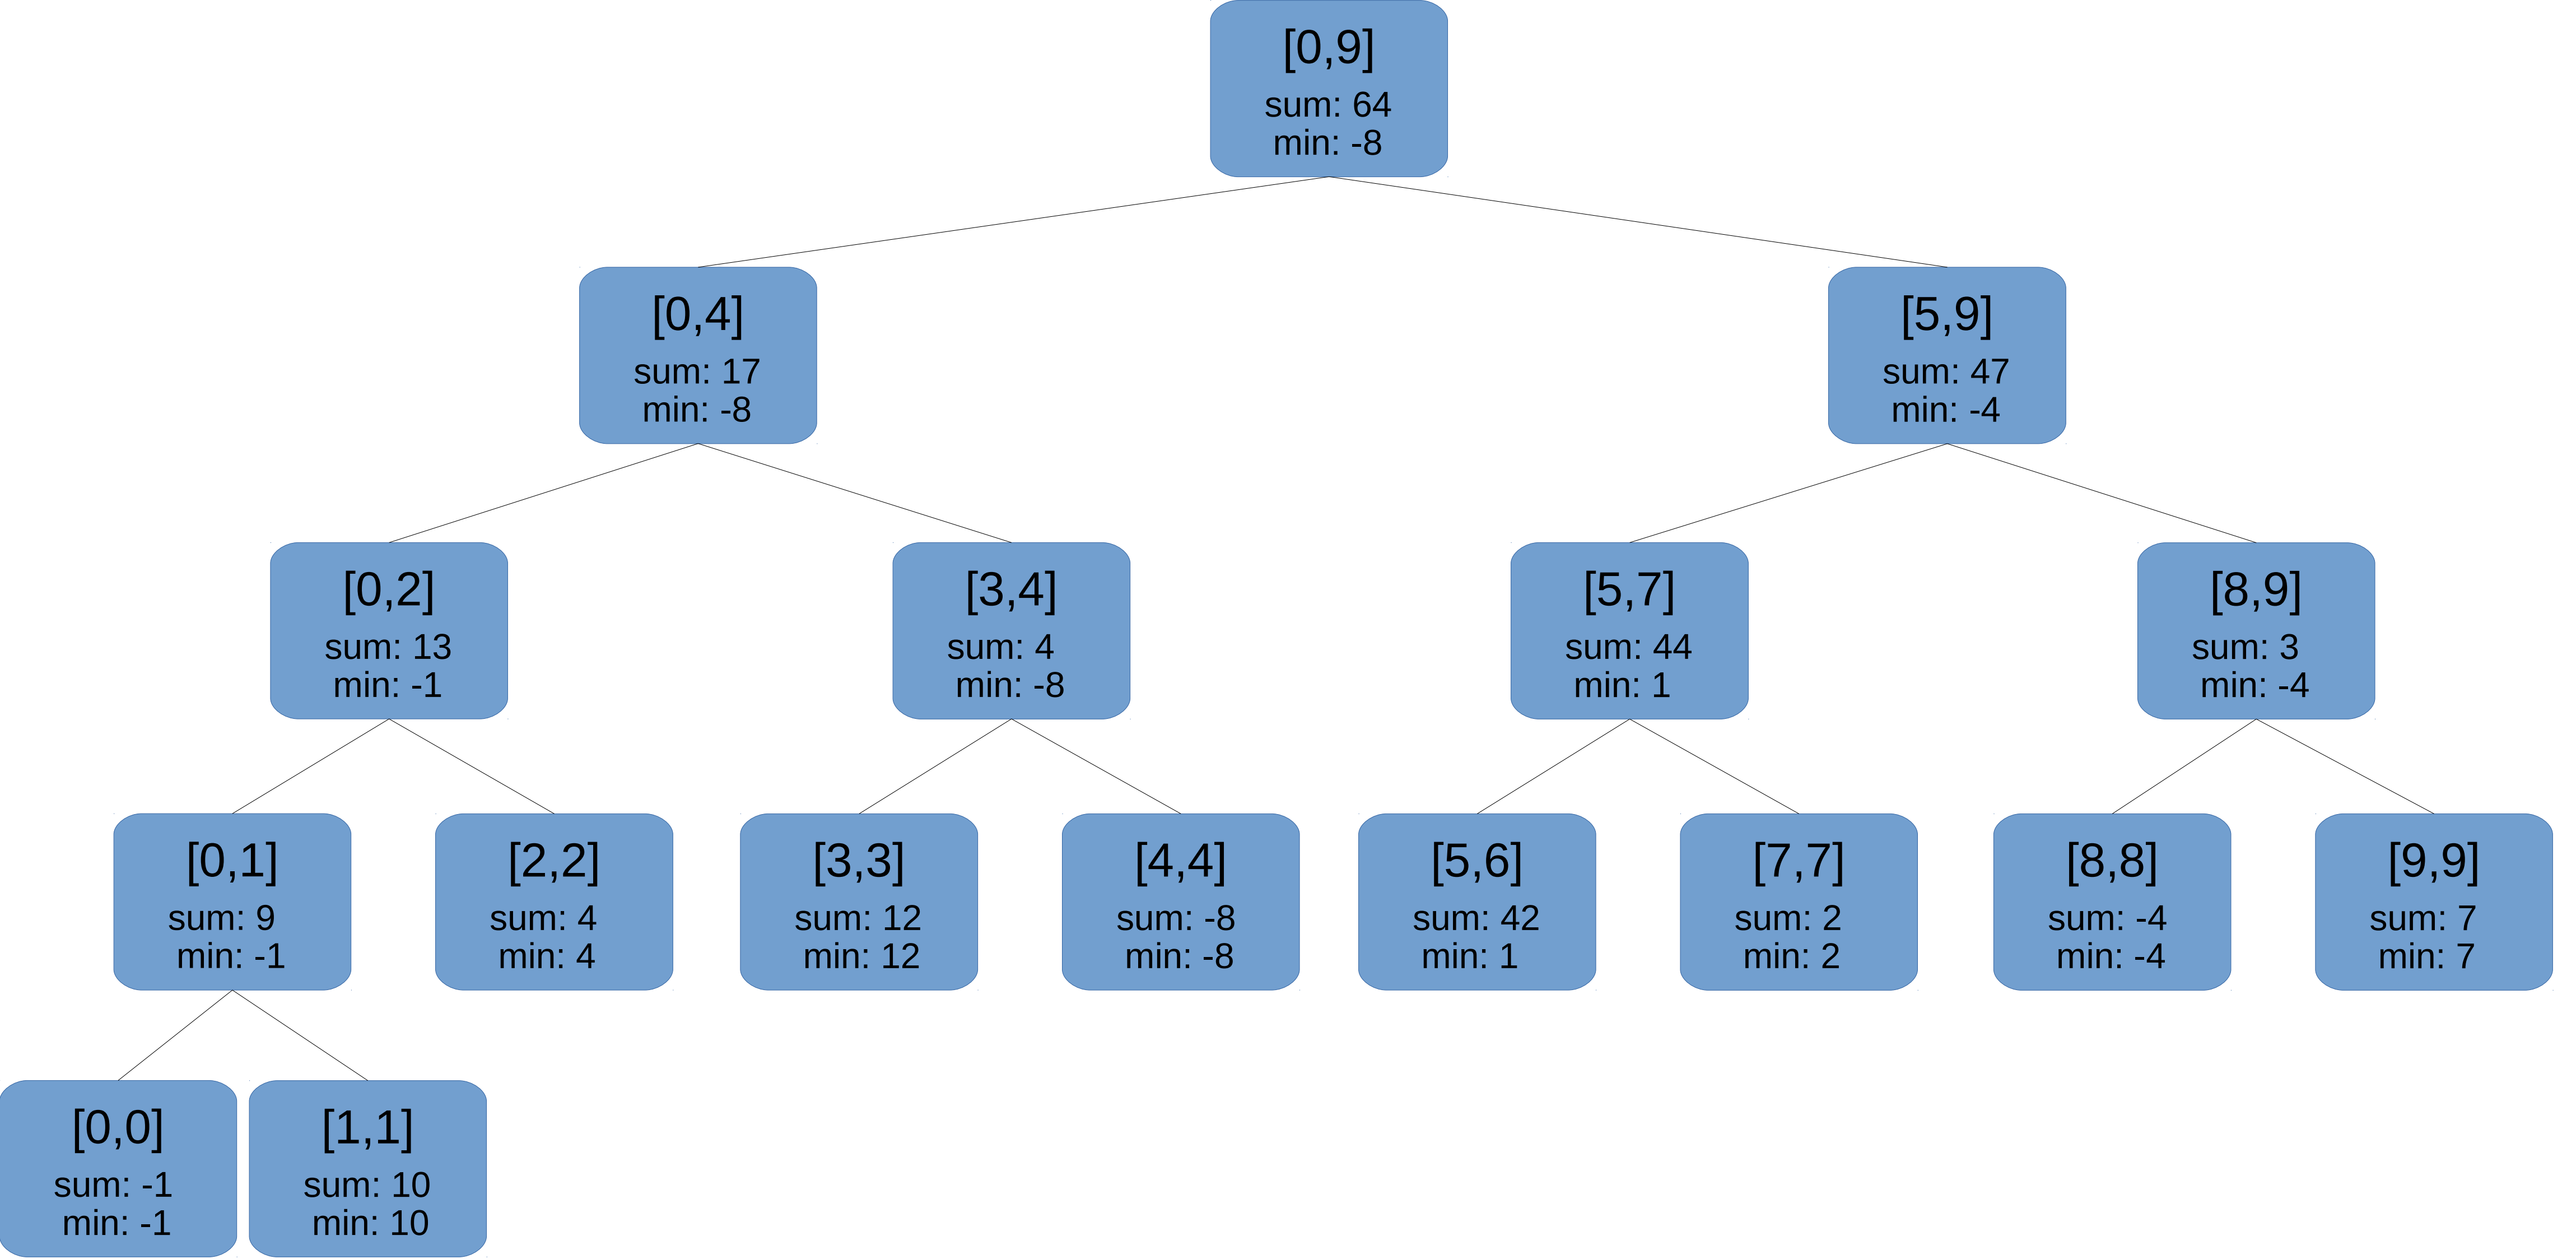 [0,9]
sum: 64
min: -8
[0,4]
sum: 17
min: -8
[5,9]
sum: 47
min: -4
[0,2]
sum: 13
min: -1
[3,4]
sum: 4
min: -8
[5,7]
sum: 44
min: 1
[8,9]
sum: 3
min: -4
[0,1]
sum: 9
min: -1
[2,2]
sum: 4
min: 4
[3,3]
sum: 12
min: 12
[4,4]
sum: -8
min: -8
[5,6]
sum: 42
min: 1
[7,7]
sum: 2
min: 2
[8,8]
sum: -4
min: -4
[9,9]
sum: 7
min: 7
[0,0]
sum: -1
min: -1
[1,1]
sum: 10
min: 10